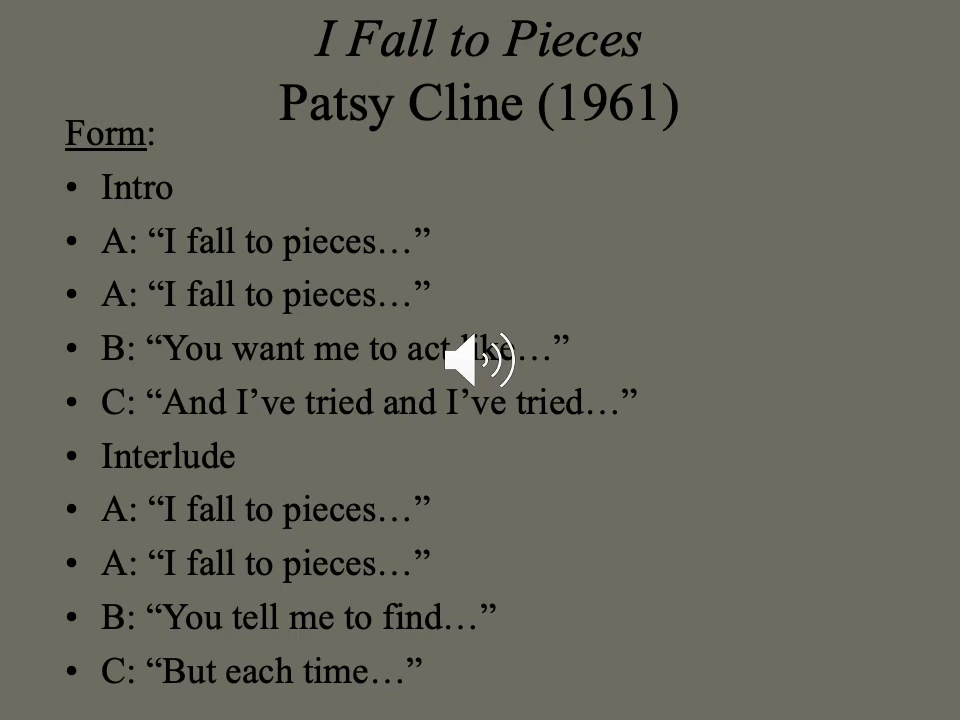 I Fall to Pieces
Patsy Cline (1961)
Form:
• Intro
• A: “I fall to pieces…”
• A: “I fall to pieces…”
• B: “You want me to act like…”
• C: “And I’ve tried and I’ve tried…”
• Interlude
• A: “I fall to pieces…”
• A: “I fall to pieces…”
• B: “You tell me to find…”
• C: “But each time…”